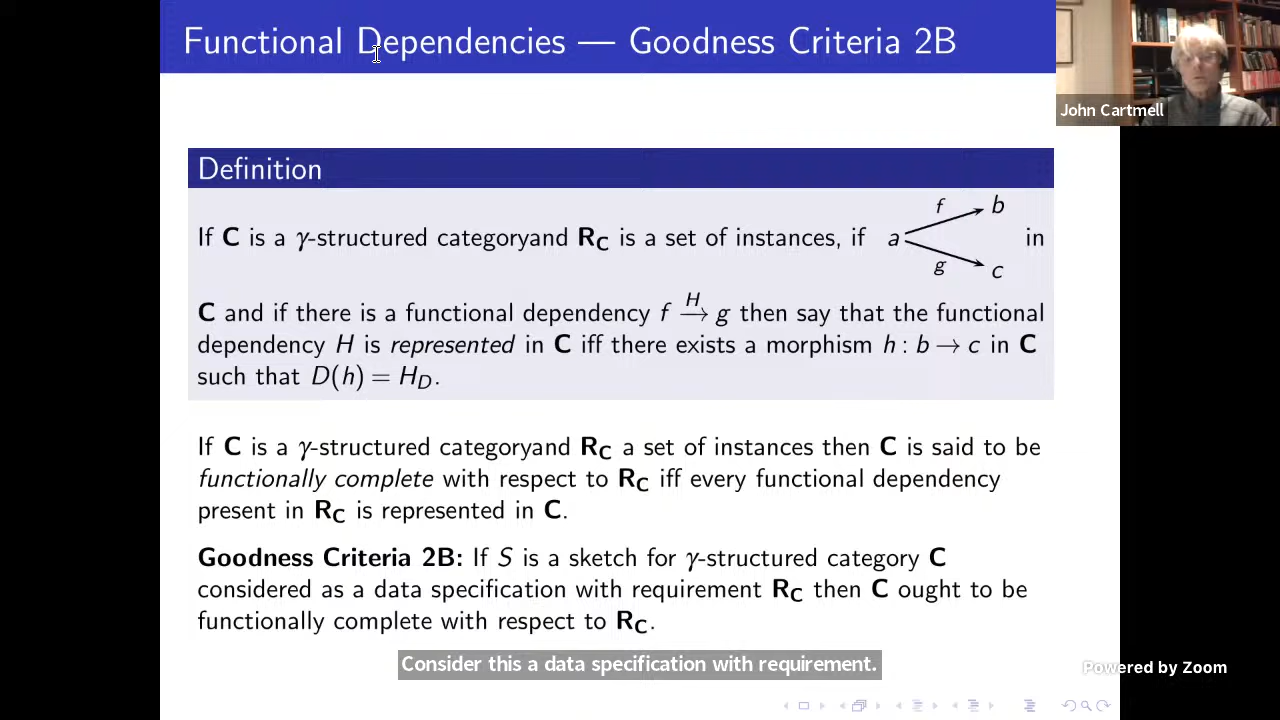 Functional Dependencies — Goodness Criteria 2B
John Cartmell
Definition
f
b
If C is a γ-structured categoryand R_C is a set of instances, if a in
g
c
C and if there is a functional dependency f →^H g then say that the functional
dependency H is represented in C iff there exists a morphism h : b → c in C
such that D(h) = H_D.
If C is a γ-structured categoryand R_C a set of instances then C is said to be
functionally complete with respect to R_C iff every functional dependency
present in R_C is represented in C.
Goodness Criteria 2B: If S is a sketch for γ-structured category C
considered as a data specification with requirement R_C then C ought to be
functionally complete with respect to R_C.
Consider this a data specification with requirement.
Powered by Zoom